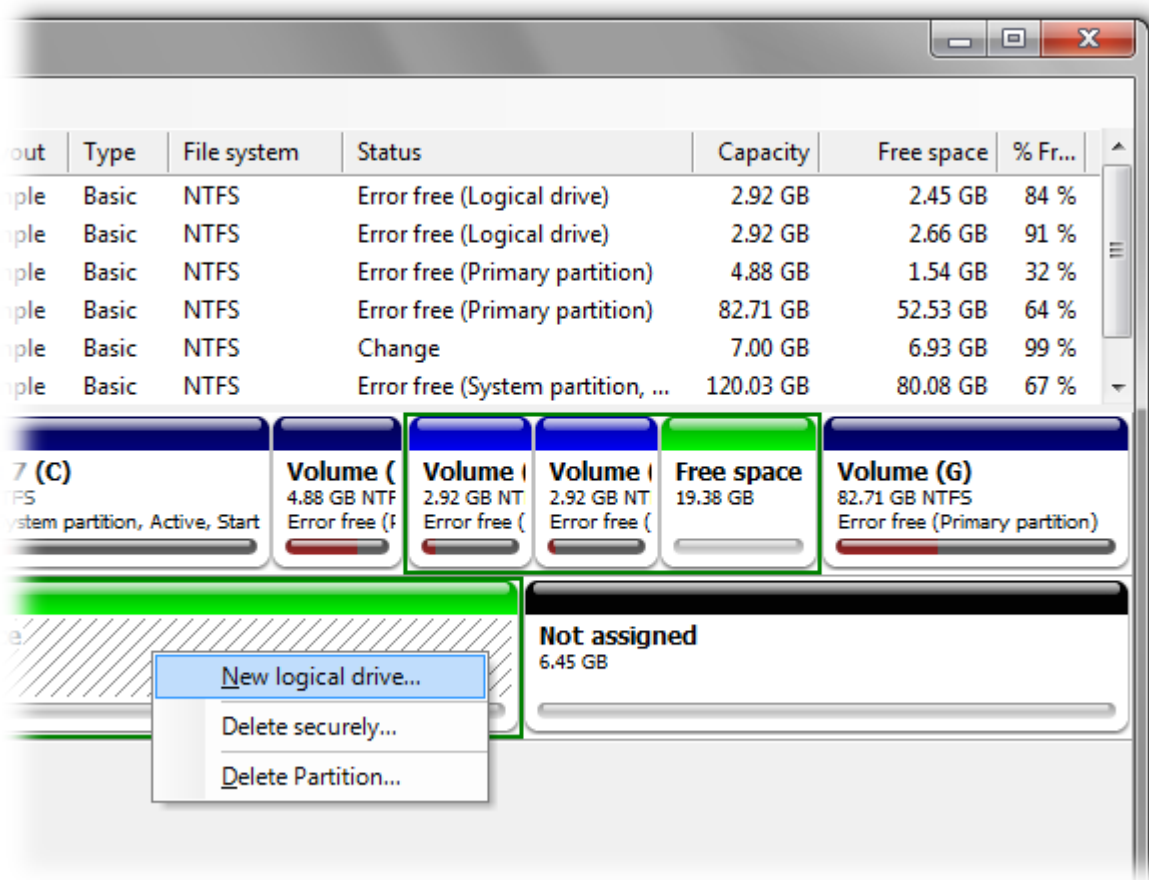 out Type File system Status Capacity Free space % Fr...
ple Basic NTFS Error free (Logical drive) 2.92 GB 2.45 GB 84 %
ple Basic NTFS Error free (Logical drive) 2.92 GB 2.66 GB 91 %
ple Basic NTFS Error free (Primary partition) 4.88 GB 1.54 GB 32 %
ple Basic NTFS Error free (Primary partition) 82.71 GB 52.53 GB 64 %
ple Basic NTFS Change 7.00 GB 6.93 GB 99 %
ple Basic NTFS Error free (System partition, ... 120.03 GB 80.08 GB 67 %
7 (C) Volume ( Volume ( Volume ( Free space Volume (G)
TFS 4.88 GB NTF 2.92 GB NT 2.92 GB NT 19.38 GB 82.71 GB NTFS
ystem partition, Active, Start Error free (P Error free ( Error free ( Error free (Primary partition)
e Not assigned
6.45 GB
New logical drive...
Delete securely...
Delete Partition...